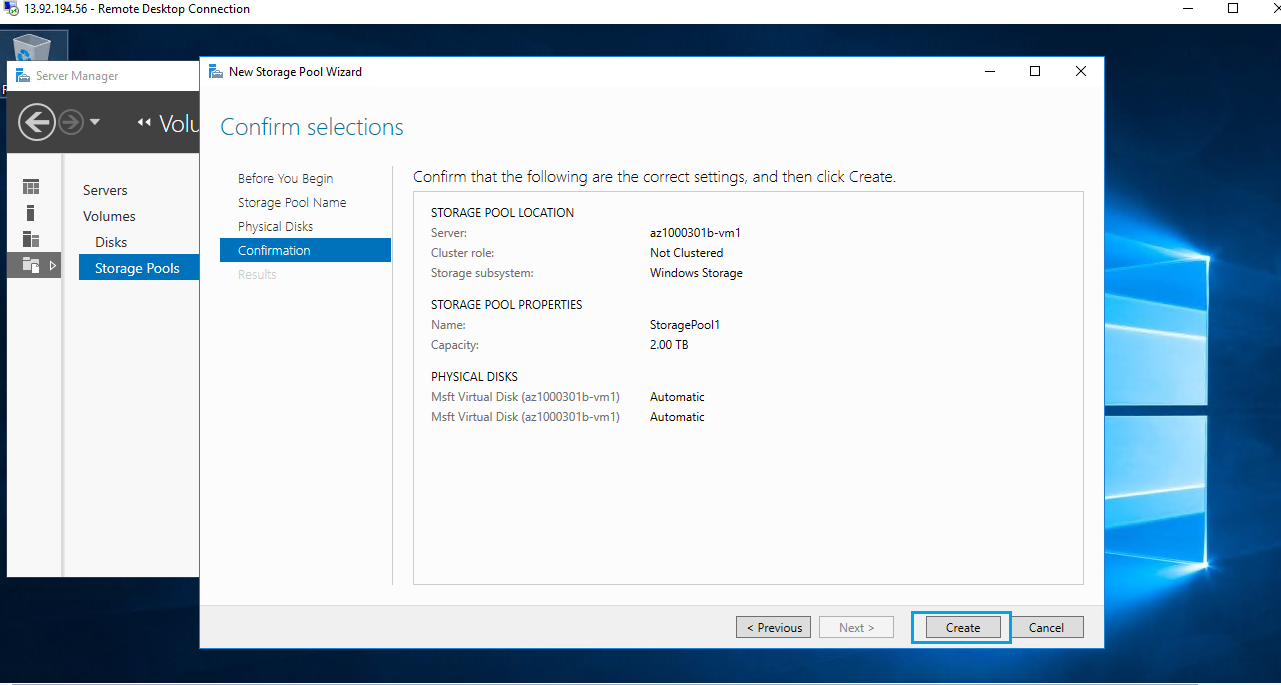 13.92.194.56 - Remote Desktop Connection
Server Manager
Volu
Servers
Volumes
Disks
Storage Pools
New Storage Pool Wizard
Confirm selections
Before You Begin
Storage Pool Name
Physical Disks
Confirmation
Results
Confirm that the following are the correct settings, and then click Create.
STORAGE POOL LOCATION
Server: az1000301b-vm1
Cluster role: Not Clustered
Storage subsystem: Windows Storage
STORAGE POOL PROPERTIES
Name: StoragePool1
Capacity: 2.00 TB
PHYSICAL DISKS
Msft Virtual Disk (az1000301b-vm1) Automatic
Msft Virtual Disk (az1000301b-vm1) Automatic
< Previous Next > Create Cancel